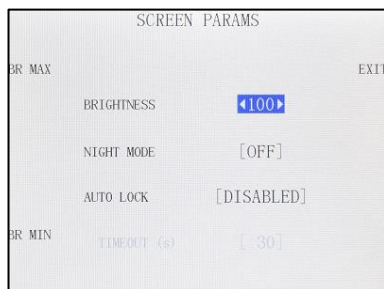 SCREEN PARAMS
BR MAX
EXIT
BRIGHTNESS ◂100▸
NIGHT MODE [OFF]
AUTO LOCK [DISABLED]
BR MIN
TIMEOUT (s) [ 30]